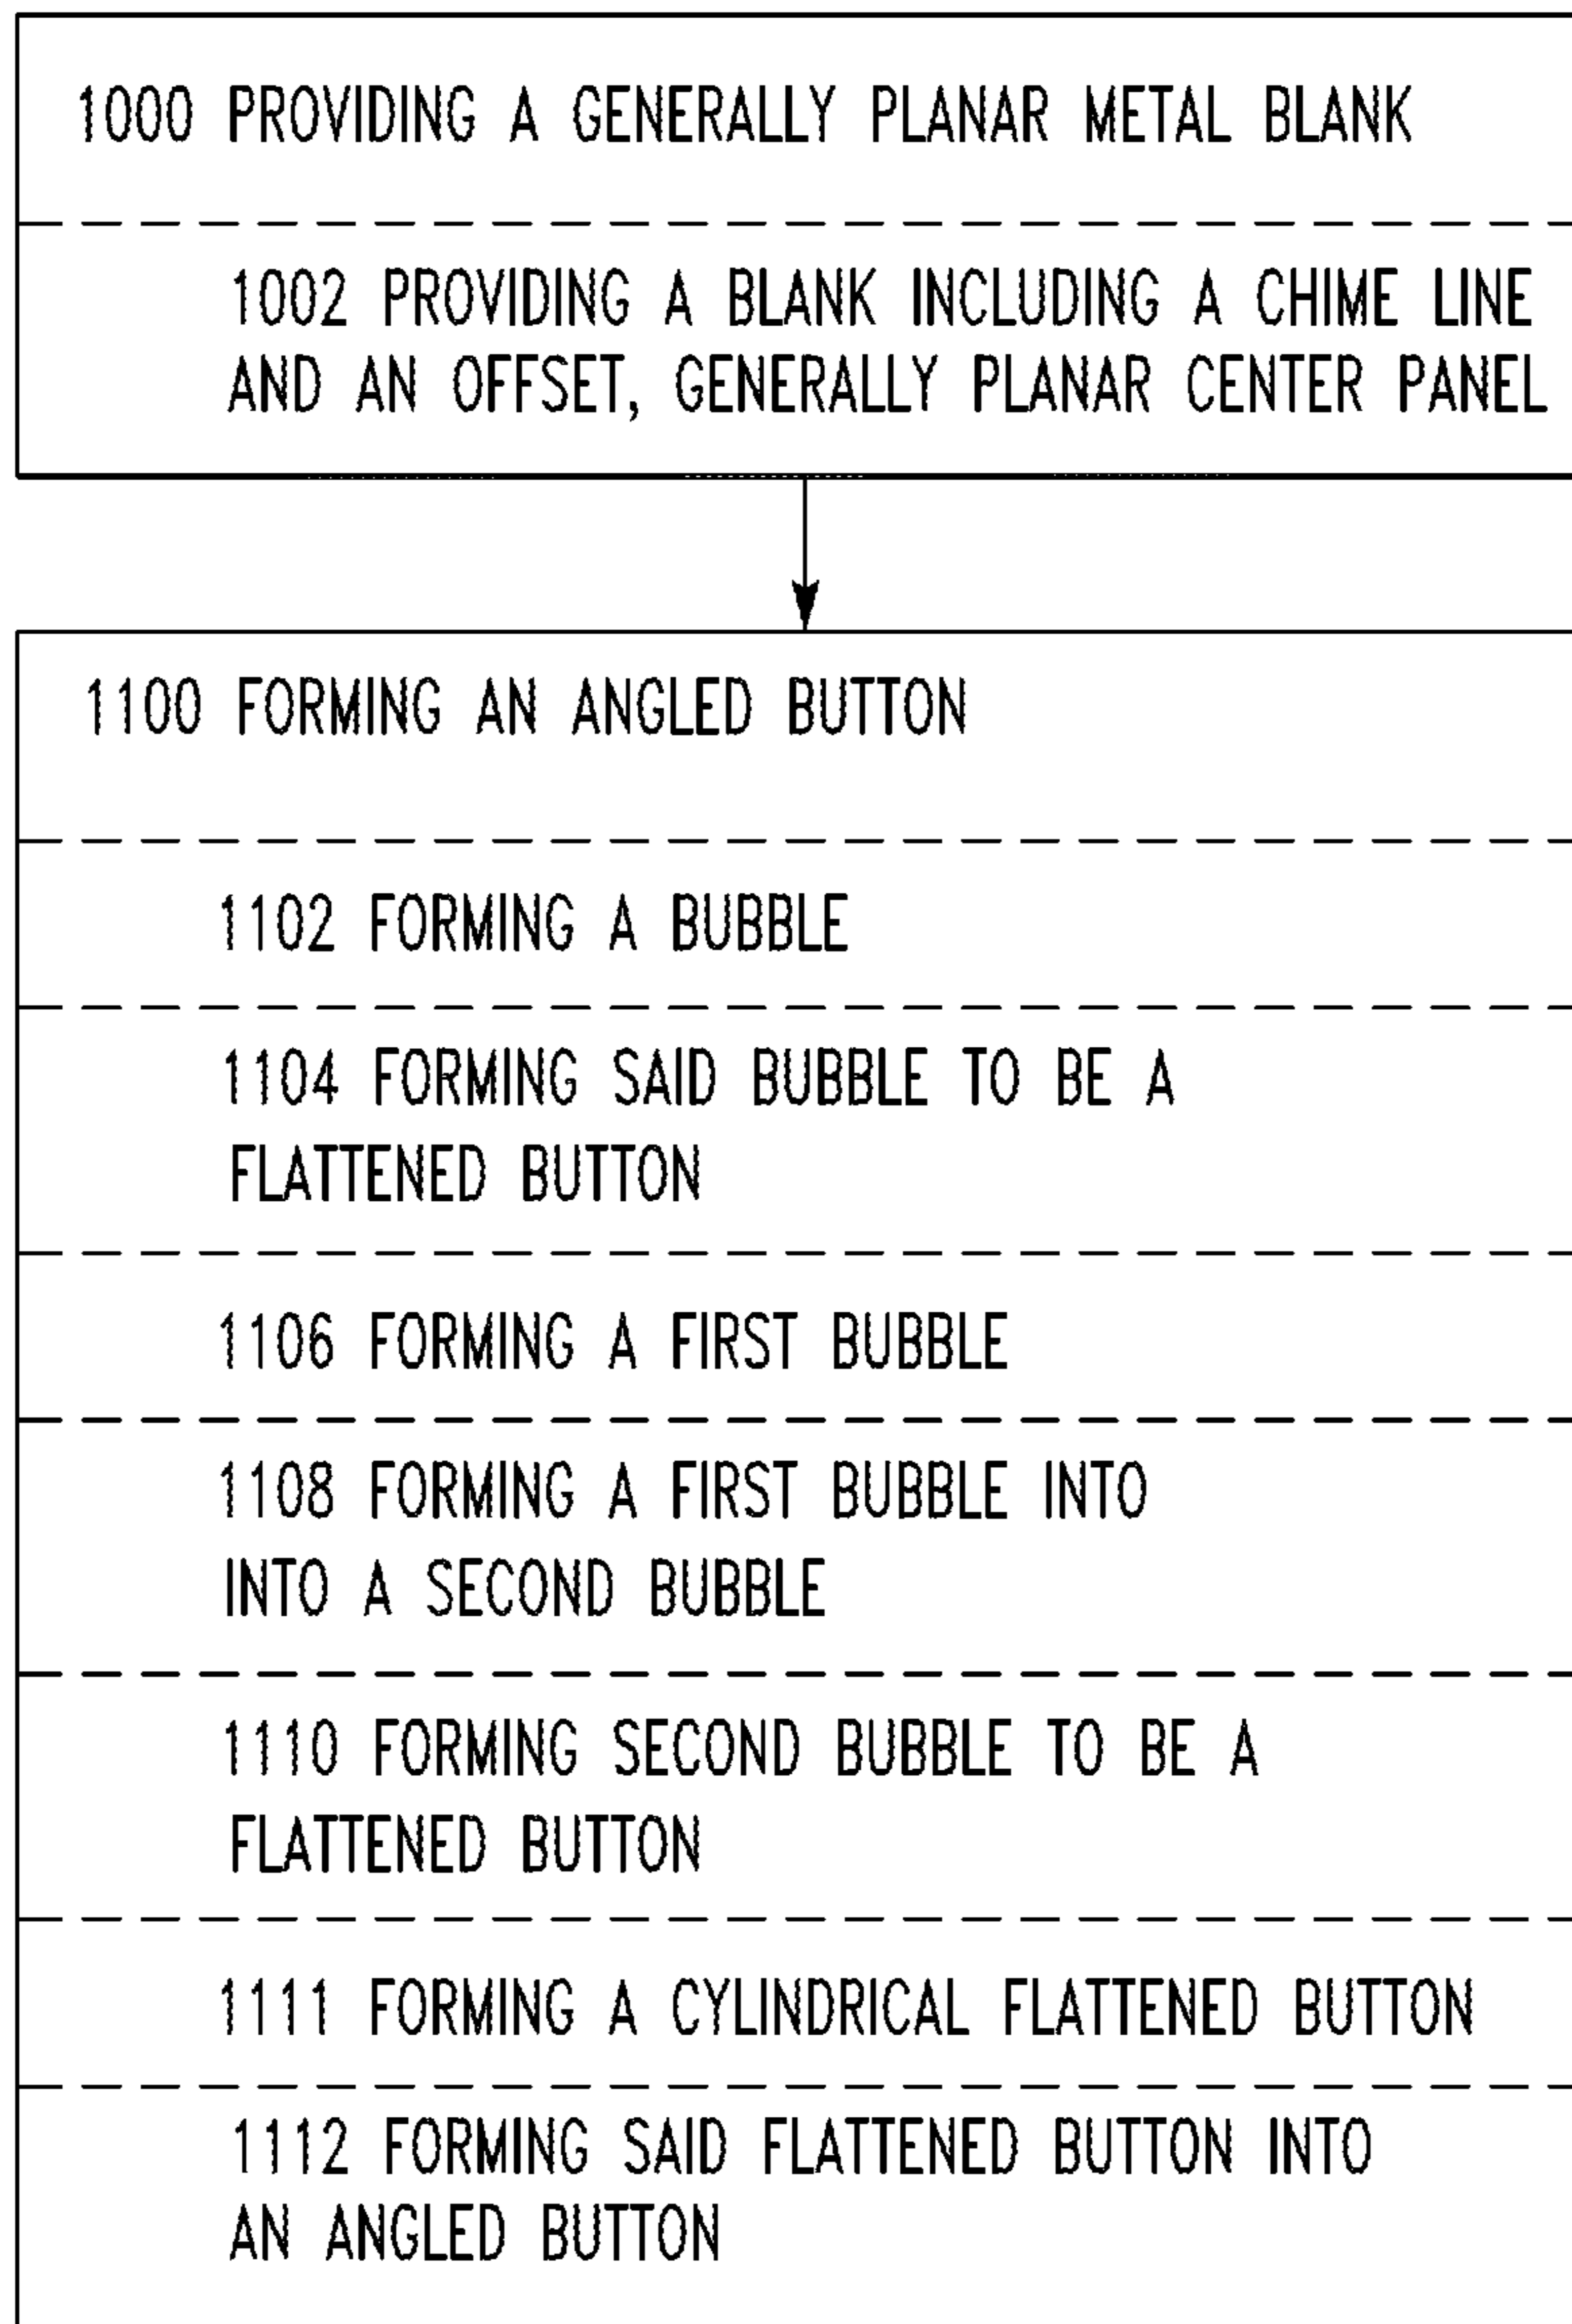 1000 PROVIDING A GENERALLY PLANAR METAL BLANK
1002 PROVIDING A BLANK INCLUDING A CHIME LINE
AND AN OFFSET, GENERALLY PLANAR CENTER PANEL
1100 FORMING AN ANGLED BUTTON
1102 FORMING A BUBBLE
1104 FORMING SAID BUBBLE TO BE A
FLATTENED BUTTON
1106 FORMING A FIRST BUBBLE
1108 FORMING A FIRST BUBBLE INTO
INTO A SECOND BUBBLE
1110 FORMING SECOND BUBBLE TO BE A
FLATTENED BUTTON
1111 FORMING A CYLINDRICAL FLATTENED BUTTON
1112 FORMING SAID FLATTENED BUTTON INTO
AN ANGLED BUTTON